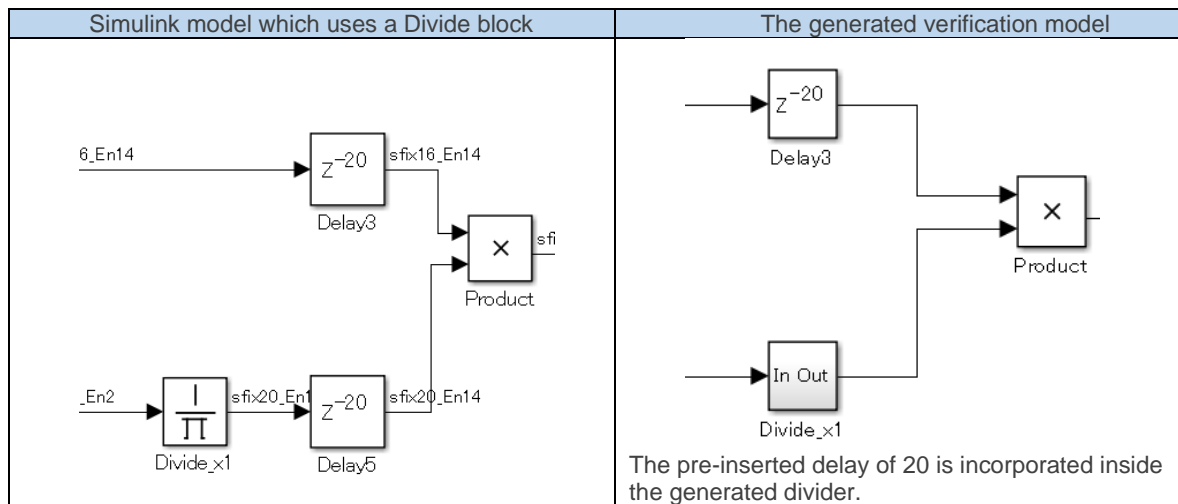 Simulink model which uses a Divide block
The generated verification model
6_En14
z-20
sfix16_En14
Delay3
×
sfi
Product
_En2
1
∏
sfix20_En1
z-20
sfix20_En14
Divide_x1
Delay5
z-20
Delay3
×
Product
In Out
Divide_x1
The pre-inserted delay of 20 is incorporated inside
the generated divider.